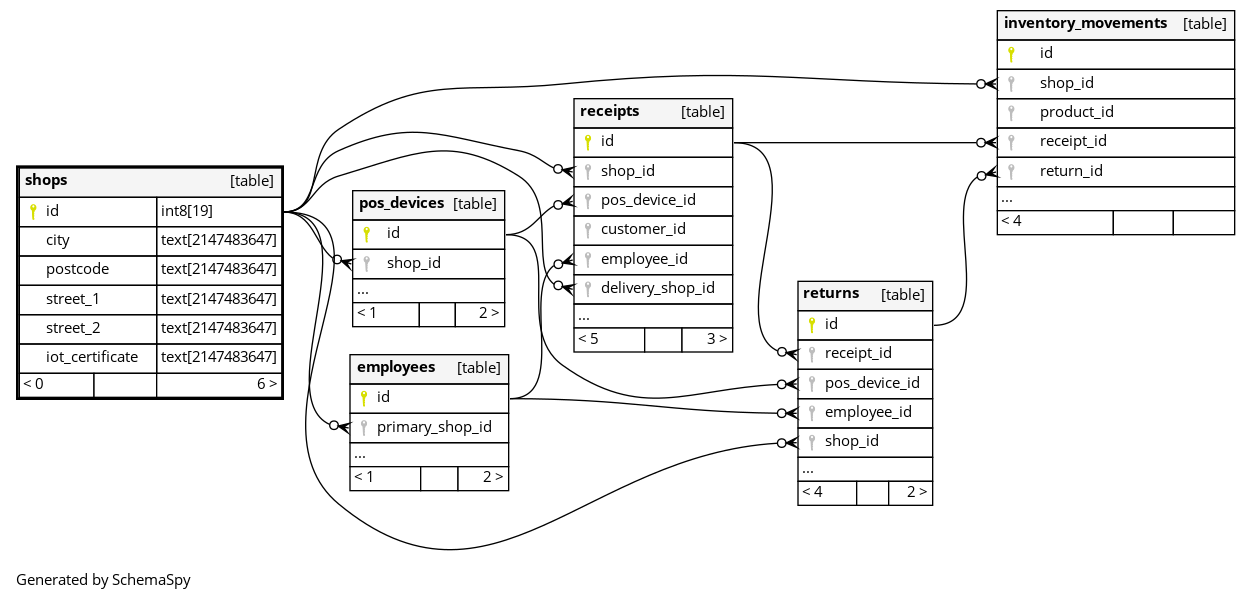 inventory_movements [table]
id
shop_id
product_id
receipt_id
return_id
...
< 4
receipts [table]
id
shop_id
pos_device_id
customer_id
employee_id
delivery_shop_id
...
< 5 3 >
shops [table]
id int8[19]
city text[2147483647]
postcode text[2147483647]
street_1 text[2147483647]
street_2 text[2147483647]
iot_certificate text[2147483647]
< 0 6 >
pos_devices [table]
id
shop_id
...
< 1 2 >
employees [table]
id
primary_shop_id
...
< 1 2 >
returns [table]
id
receipt_id
pos_device_id
employee_id
shop_id
...
< 4 2 >
Generated by SchemaSpy